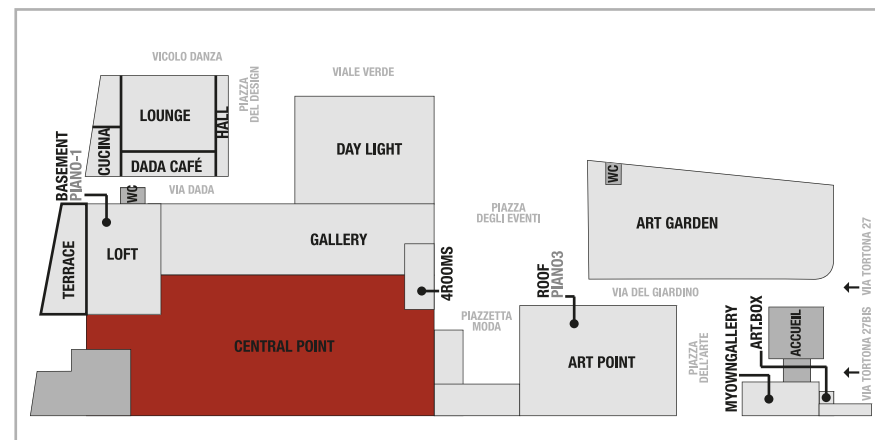 VICOLO DANZA
VIALE VERDE
PIAZZA
DEL DESIGN
LOUNGE
HALL
CUCINA
DADA CAFÉ
DAY LIGHT
BASEMENT
PIANO-1
WC
VIA DADA
WC
PIAZZA
DEGLI EVENTI
ART GARDEN
VIA TORTONA 27
TERRACE
LOFT
GALLERY
4ROOMS
ROOF
PIANO3
VIA DEL GIARDINO
PIAZZETTA
MODA
CENTRAL POINT
ART POINT
PIAZZA
DELL'ARTE
MYOWNGALLERY
ART.BOX
ACCUEIL
VIA TORTONA 27BIS